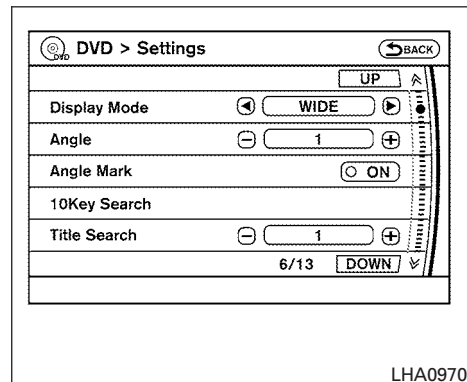 DVD DVD > Settings BACK
UP
Display Mode WIDE
Angle − 1 +
Angle Mark ON
10Key Search
Title Search − 1 +
6/13 DOWN
LHA0970